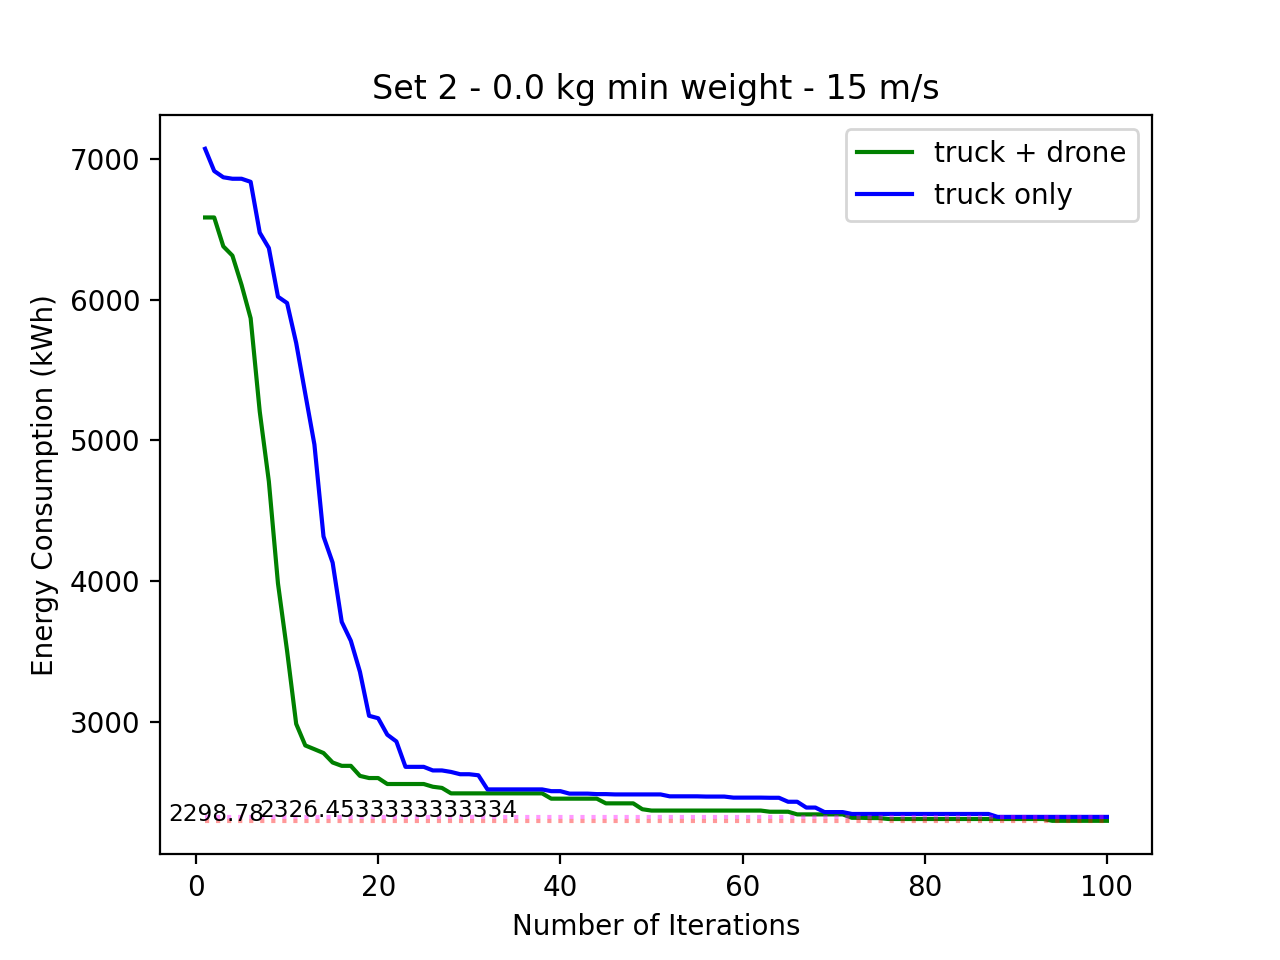 Set 2 - 0.0 kg min weight - 15 m/s
truck + drone
truck only
7000
6000
5000
4000
3000
Energy Consumption (kWh)
2298.78
2326.4533333333334
0
20
40
60
80
100
Number of Iterations